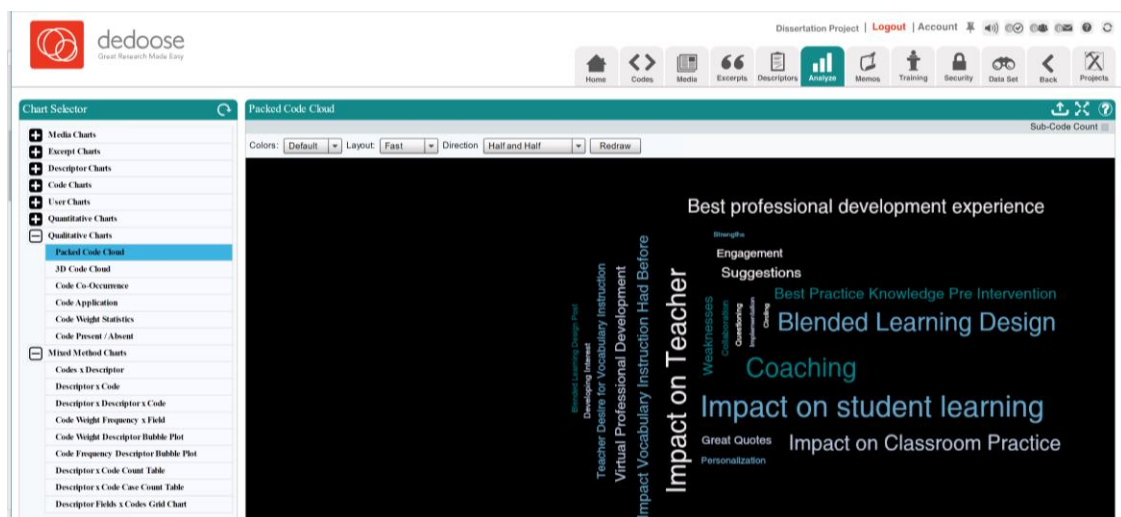 dedoose
Great Research Made Easy
Dissertation Project | Logout | Account
Home
Codes
Media
Excerpts
Descriptors
Analyze
Memos
Training
Security
Data Set
Back
Projects
Chart Selector
Media Charts
Excerpt Charts
Descriptor Charts
Code Charts
User Charts
Quantitative Charts
Qualitative Charts
Packed Code Cloud
3D Code Cloud
Code Co-Occurrence
Code Application
Code Weight Statistics
Code Present / Absent
Mixed Method Charts
Codes x Descriptor
Descriptor x Code
Descriptor x Descriptor x Code
Code Weight Frequency x Field
Code Weight Descriptor Bubble Plot
Code Frequency Descriptor Bubble Plot
Descriptor x Code Count Table
Descriptor x Code Case Count Table
Descriptor Fields x Codes Grid Chart
Packed Code Cloud
Sub-Code Count
Colors: Default Layout: Fast Direction Half and Half Redraw
Best professional development experience
Strengths
Engagement
Suggestions
Best Practice Knowledge Pre Intervention
Blended Learning Design
Coaching
Impact on student learning
Great Quotes
Impact on Classroom Practice
Personalization
Blended Learning Design Post
Developing Interest
Teacher Desire for Vocabulary Instruction
Virtual Professional Development
Impact Vocabulary Instruction Had Before
Impact on Teacher
Weaknesses
Collaboration
Questioning
Implementation
Coding